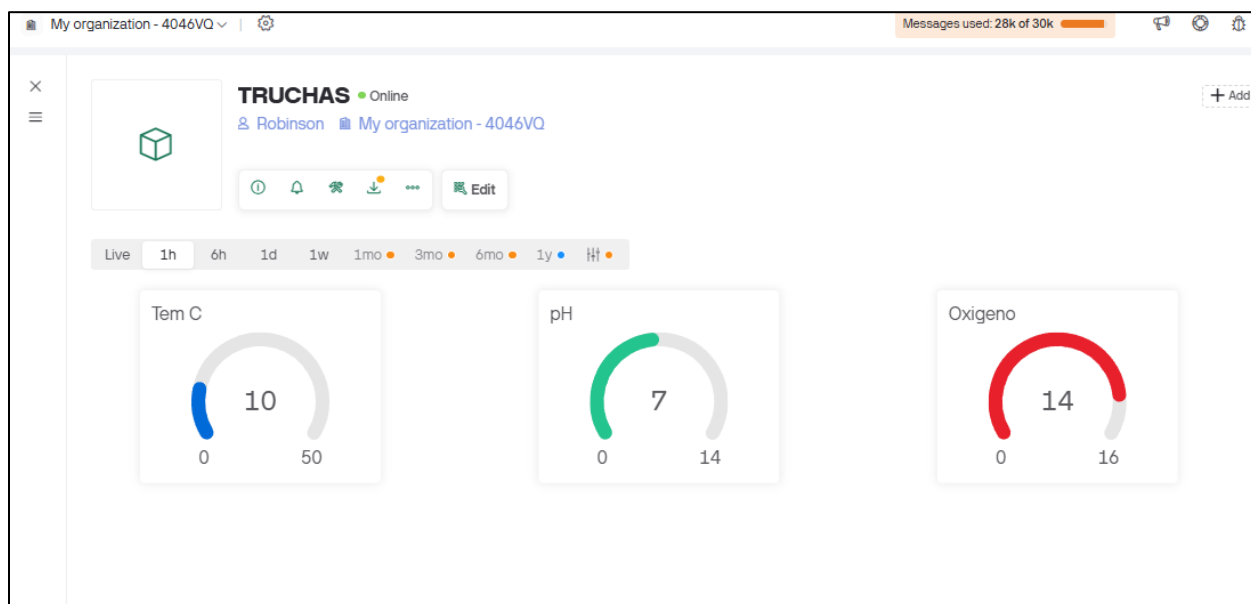 My organization - 4046VQ
Messages used: 28k of 30k
TRUCHAS Online
Robinson My organization - 4046VQ
Add
Edit
Live 1h 6h 1d 1w 1mo 3mo 6mo 1y
Tem C
10
0 50
pH
7
0 14
Oxigeno
14
0 16